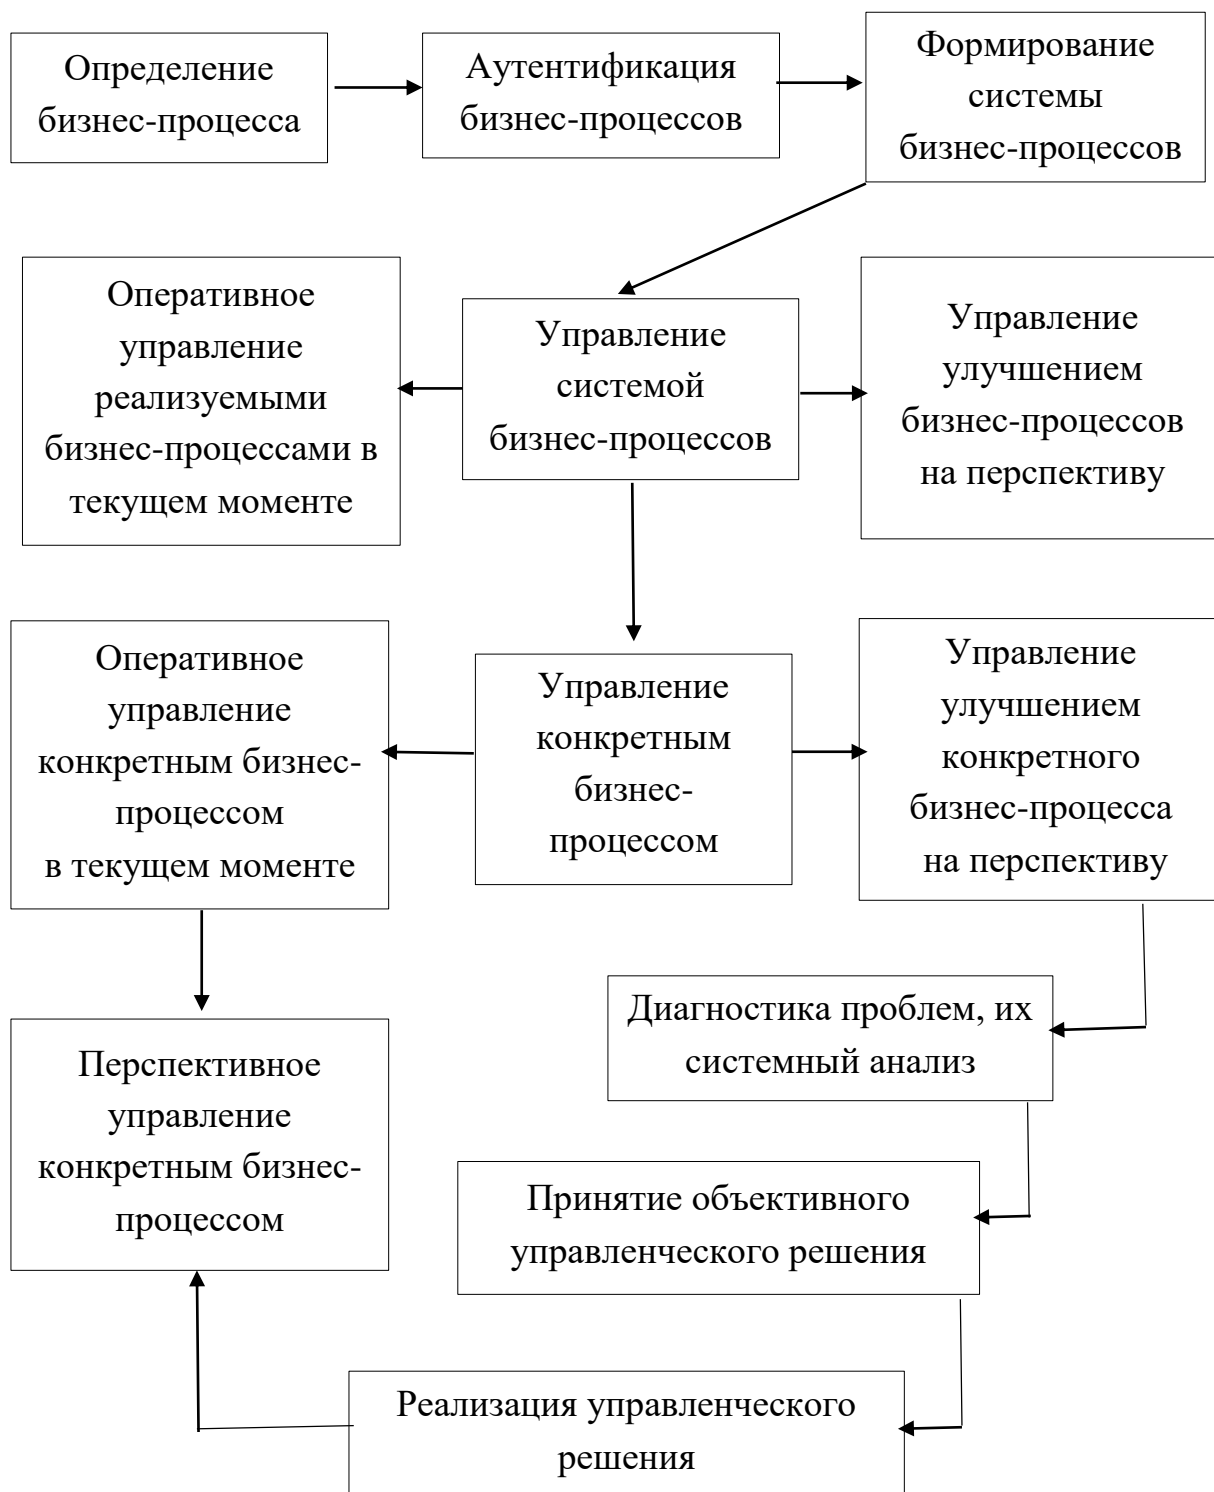 Определение
бизнес-процесса
Аутентификация
бизнес-процессов
Формирование
системы
бизнес-процессов
Оперативное
управление
реализуемыми
бизнес-процессами в
текущем моменте
Управление
системой
бизнес-процессов
Управление
улучшением
бизнес-процессов
на перспективу
Оперативное
управление
конкретным бизнес-
процессом
в текущем моменте
Управление
конкретным
бизнес-
процессом
Управление
улучшением
конкретного
бизнес-процесса
на перспективу
Диагностика проблем, их
системный анализ
Перспективное
управление
конкретным бизнес-
процессом
Принятие объективного
управленческого решения
Реализация управленческого
решения